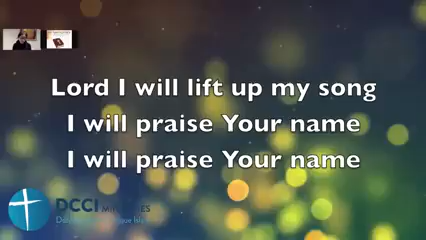 Lord I will lift up my song
I will praise Your name
I will praise Your name
DCCI MINISTRIES